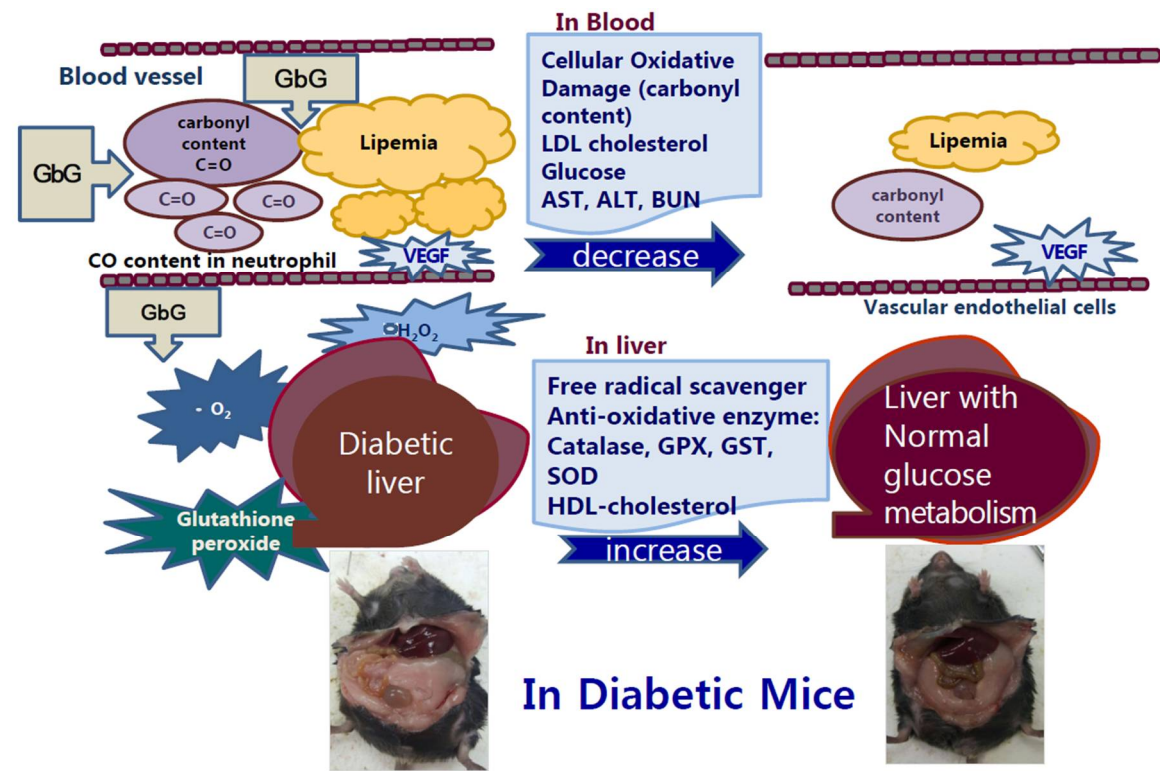 In Blood
Blood vessel
GbG
GbG
carbonyl
content
C=O
C=O
C=O
C=O
Lipemia
CO content in neutrophil
VEGF
Cellular Oxidative
Damage (carbonyl
content)
LDL cholesterol
Glucose
AST, ALT, BUN
decrease
Lipemia
carbonyl
content
VEGF
Vascular endothelial cells
GbG
H₂O₂
- O₂
Diabetic
liver
Glutathione
peroxide
In liver
Free radical scavenger
Anti-oxidative enzyme:
Catalase, GPX, GST,
SOD
HDL-cholesterol
increase
Liver with
Normal
glucose
metabolism
In Diabetic Mice